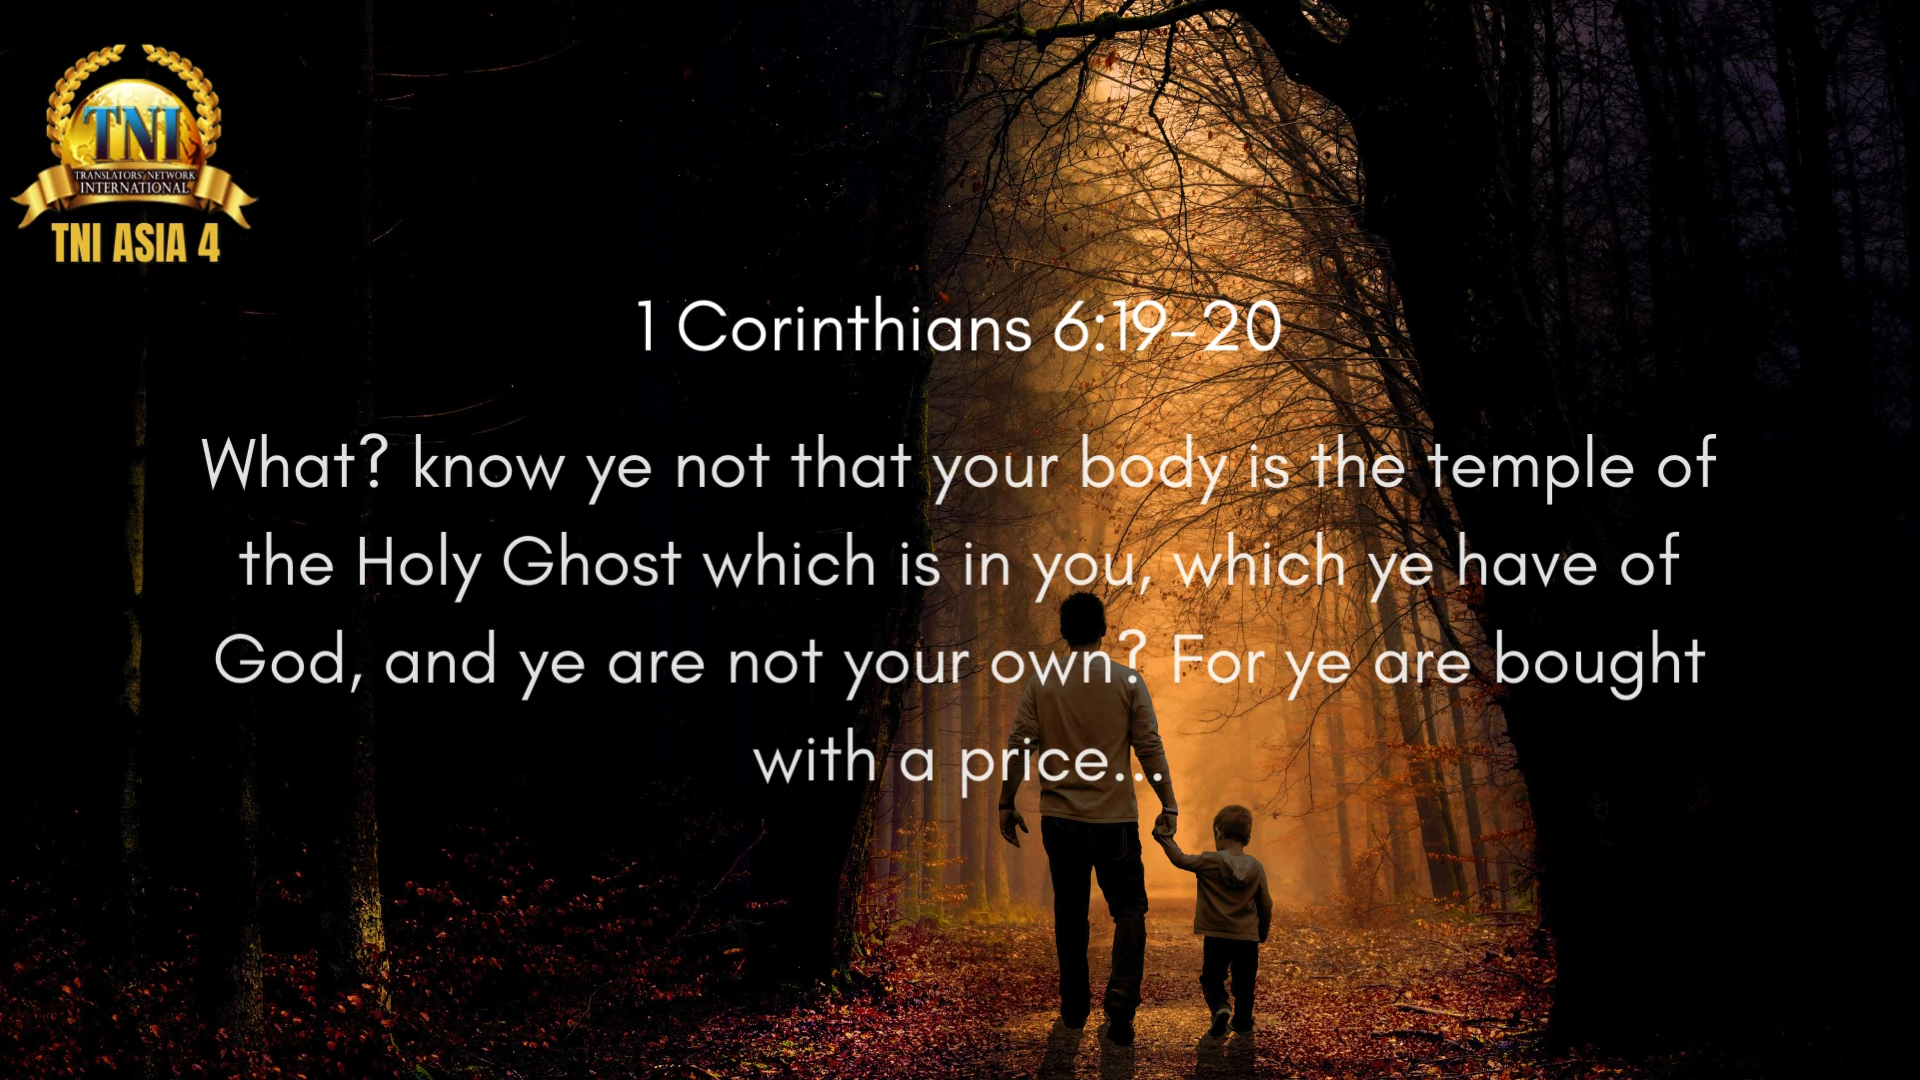 TNI
TRANSLATORS' NETWORK
INTERNATIONAL
TNI ASIA 4
1 Corinthians 6:19-20
What? know ye not that your body is the temple of
the Holy Ghost which is in you, which ye have of
God, and ye are not your own? For ye are bought
with a price...